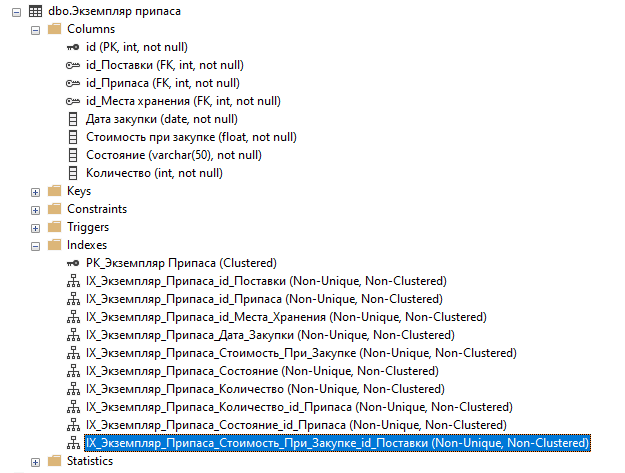 dbo.Экземпляр припаса
Columns
id (PK, int, not null)
id_Поставки (FK, int, not null)
id_Припаса (FK, int, not null)
id_Места хранения (FK, int, not null)
Дата закупки (date, not null)
Стоимость при закупке (float, not null)
Состояние (varchar(50), not null)
Количество (int, not null)
Keys
Constraints
Triggers
Indexes
PK_Экземпляр Припаса (Clustered)
IX_Экземпляр_Припаса_id_Поставки (Non-Unique, Non-Clustered)
IX_Экземпляр_Припаса_id_Припаса (Non-Unique, Non-Clustered)
IX_Экземпляр_Припаса_id_Места_Хранения (Non-Unique, Non-Clustered)
IX_Экземпляр_Припаса_Дата_Закупки (Non-Unique, Non-Clustered)
IX_Экземпляр_Припаса_Стоимость_При_Закупке (Non-Unique, Non-Clustered)
IX_Экземпляр_Припаса_Состояние (Non-Unique, Non-Clustered)
IX_Экземпляр_Припаса_Количество (Non-Unique, Non-Clustered)
IX_Экземпляр_Припаса_Количество_id_Припаса (Non-Unique, Non-Clustered)
IX_Экземпляр_Припаса_Состояние_id_Припаса (Non-Unique, Non-Clustered)
IX_Экземпляр_Припаса_Стоимость_При_Закупке_id_Поставки (Non-Unique, Non-Clustered)
Statistics